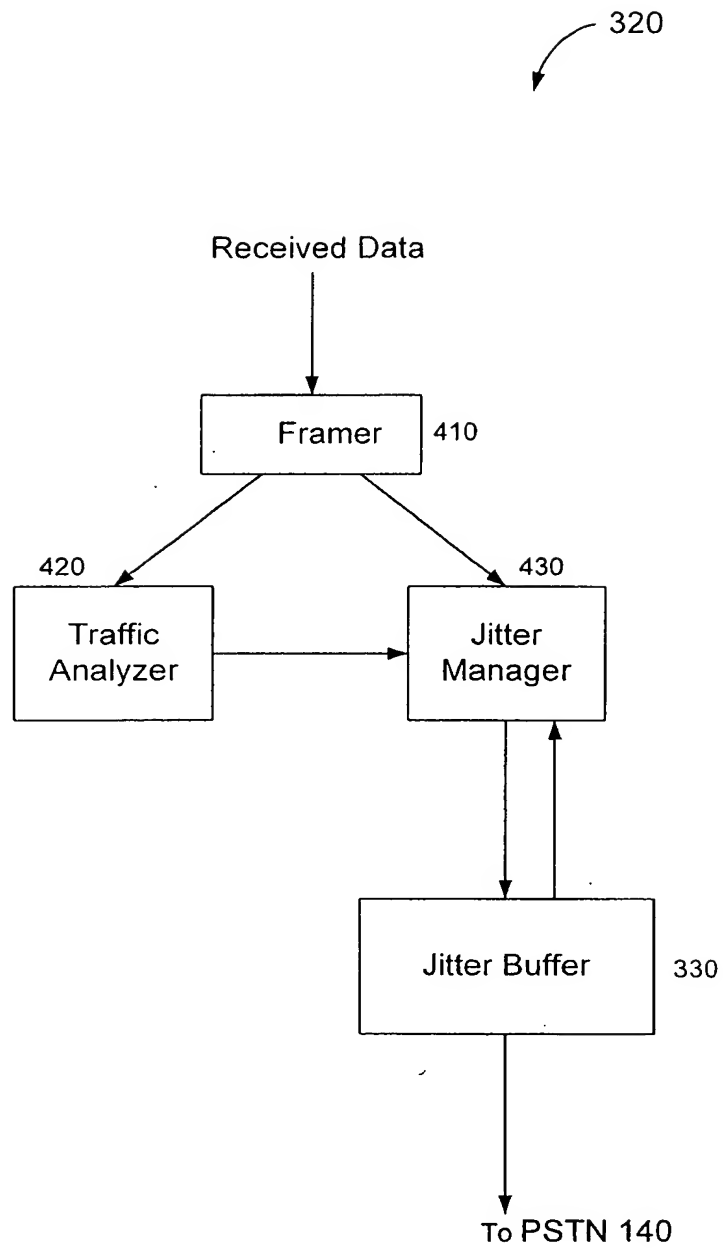 320
Received Data
Framer
410
420
430
Traffic
Analyzer
Jitter
Manager
Jitter Buffer
330
To PSTN 140